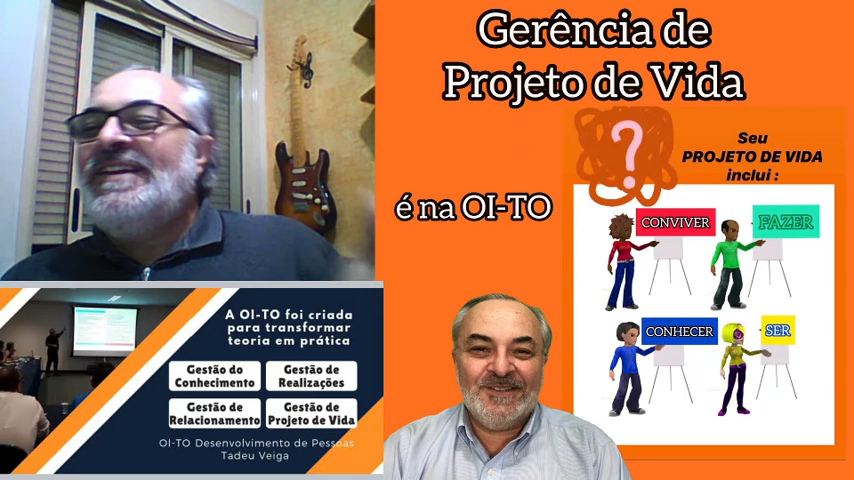 Gerência de
Projeto de Vida
?
Seu
PROJETO DE VIDA
inclui :
é na OI-TO
CONVIVER
FAZER
CONHECER
SER
A OI-TO foi criada
para transformar
teoria em prática
Gestão do
Conhecimento
Gestão de
Realizações
Gestão de
Relacionamento
Gestão de
Projeto de Vida
OI-TO Desenvolvimento de Pessoas
Tadeu Veiga